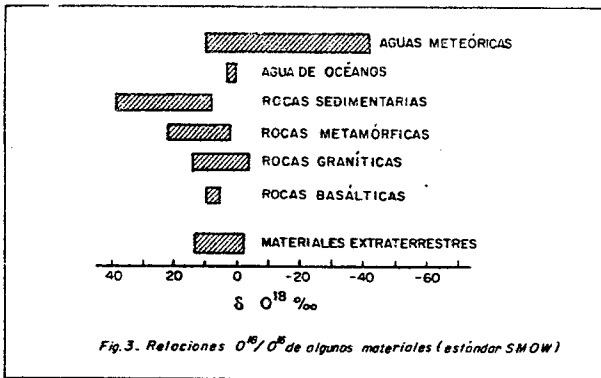 AGUAS METEÓRICAS
AGUA DE OCÉANOS
ROCAS SEDIMENTARIAS
ROCAS METAMÓRFICAS
ROCAS GRANÍTICAS
ROCAS BASÁLTICAS
MATERIALES EXTRATERRESTRES
40 20 0 -20 -40 -60
δ O¹⁸ ‰
Fig. 3_ Relaciones O¹⁸/O¹⁶ de algunos materiales (estándar SMOW)